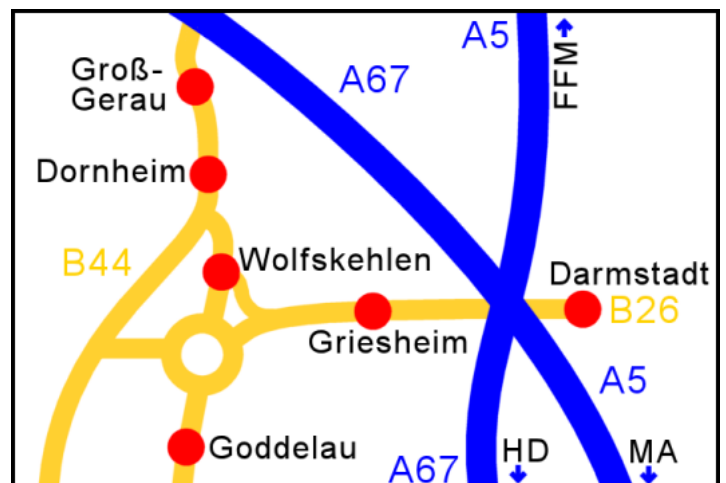 A5
FFM
A67
Groß-
Gerau
Dornheim
B44
Wolfskehlen
Darmstadt
B26
Griesheim
A5
Goddelau
HD
MA
A67